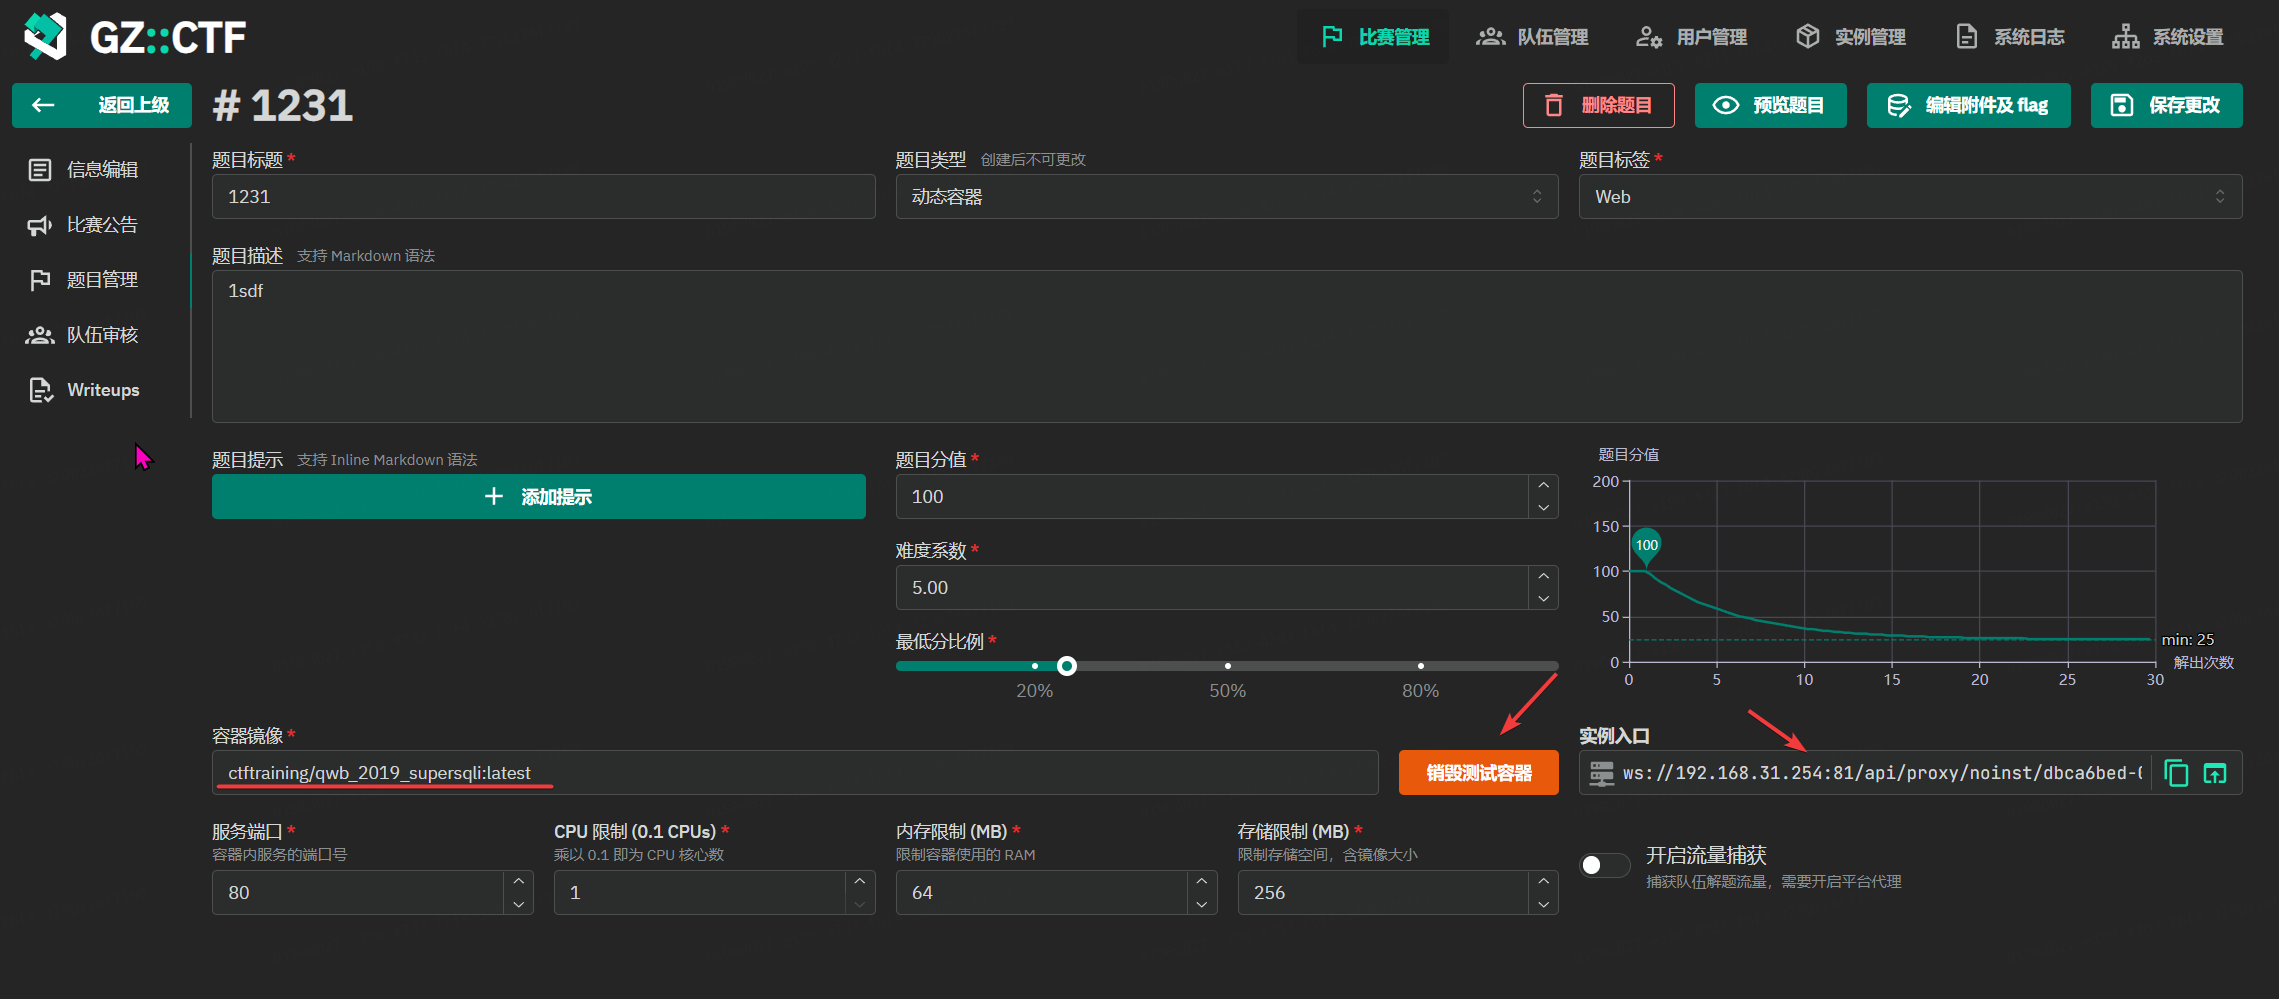 GZ::CTF
比赛管理
队伍管理
用户管理
实例管理
系统日志
系统设置
返回上级
# 1231
删除题目
预览题目
编辑附件及 flag
保存更改
信息编辑
比赛公告
题目管理
队伍审核
Writeups
题目标题 *
1231
题目类型 创建后不可更改
动态容器
题目标签 *
Web
题目描述 支持 Markdown 语法
1sdf
题目提示 支持 Inline Markdown 语法
添加提示
题目分值 *
100
难度系数 *
5.00
最低分比例 *
20% 50% 80%
题目分值
200
150
100
50
0
100
min: 25
解出次数
0 5 10 15 20 25 30
容器镜像 *
ctftraining/qwb_2019_supersqli:latest
销毁测试容器
实例入口
ws://192.168.31.254:81/api/proxy/noinst/dbca6bed-
服务端口 *
容器内服务的端口号
80
CPU 限制 (0.1 CPUs) *
乘以 0.1 即为 CPU 核心数
1
内存限制 (MB) *
限制容器使用的 RAM
64
存储限制 (MB) *
限制存储空间，含镜像大小
256
开启流量捕获
捕获队伍解题流量，需要开启平台代理